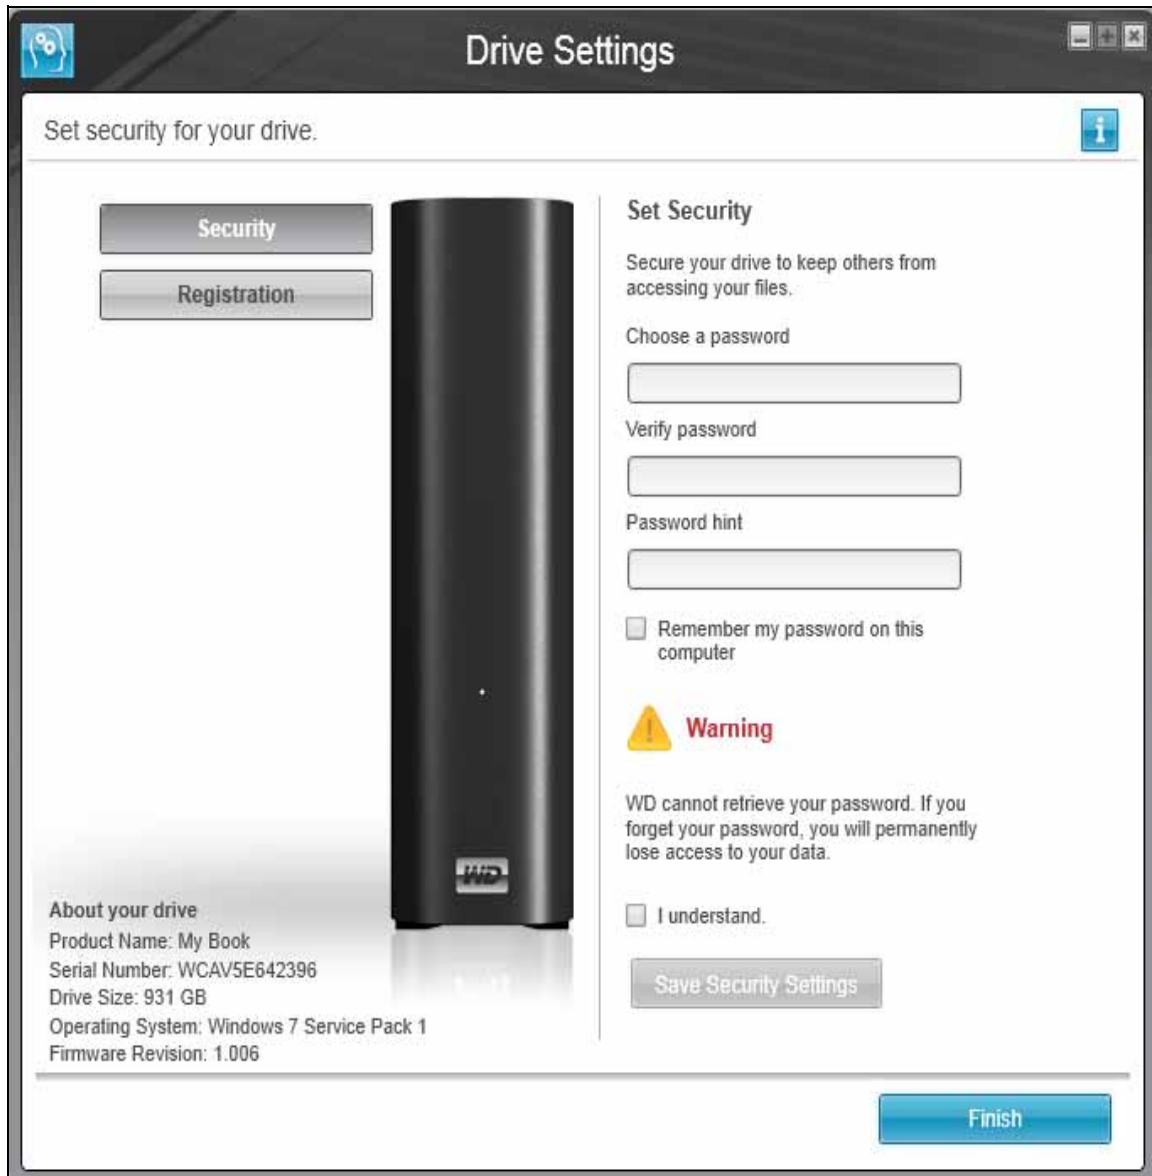 Drive Settings
Set security for your drive.
Security
Registration
WD
About your drive
Product Name: My Book
Serial Number: WCAV5E642396
Drive Size: 931 GB
Operating System: Windows 7 Service Pack 1
Firmware Revision: 1.006
Set Security
Secure your drive to keep others from
accessing your files.
Choose a password
Verify password
Password hint
Remember my password on this
computer
Warning
WD cannot retrieve your password. If you
forget your password, you will permanently
lose access to your data.
I understand.
Save Security Settings
Finish